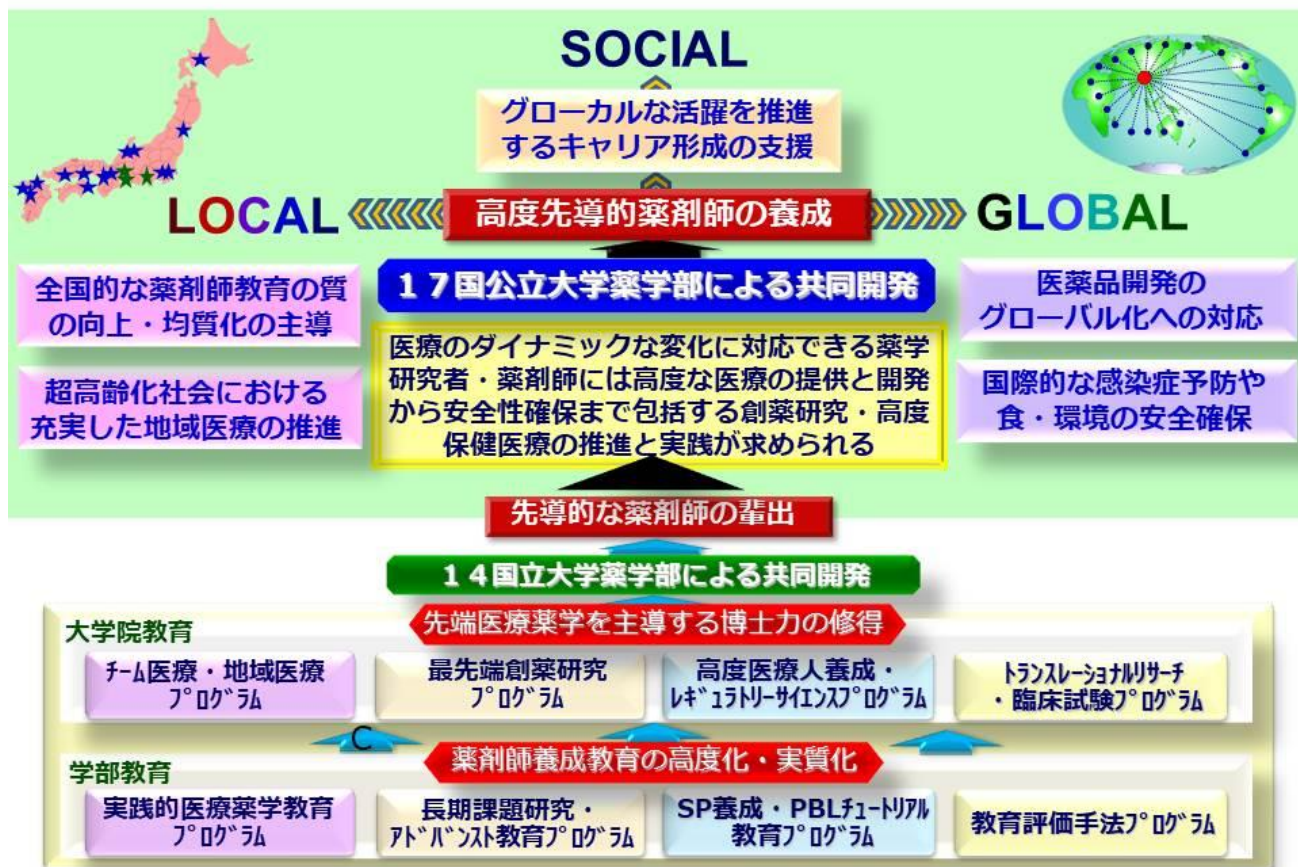 SOCIAL
グローカルな活躍を推進
するキャリア形成の支援
LOCAL
高度先導的薬剤師の養成
GLOBAL
全国的な薬剤師教育の質
の向上・均質化の主導
17国公立大学薬学部による共同開発
医薬品開発の
グローバル化への対応
超高齢化社会における
充実した地域医療の推進
医療のダイナミックな変化に対応できる薬学
研究者・薬剤師には高度な医療の提供と開発
から安全性確保まで包括する創薬研究・高度
保健医療の推進と実践が求められる
国際的な感染症予防や
食・環境の安全確保
先導的な薬剤師の輩出
14国立大学薬学部による共同開発
先端医療薬学を主導する博士力の修得
大学院教育
ﾁｰﾑ医療・地域医療
ﾌﾟﾛｸﾞﾗﾑ
最先端創薬研究
ﾌﾟﾛｸﾞﾗﾑ
高度医療人養成・
ﾚｷﾞｭﾗﾄﾘｰｻｲｴﾝｽﾌﾟﾛｸﾞﾗﾑ
ﾄﾗﾝｽﾚｰｼｮﾅﾙﾘｻｰﾁ
・臨床試験ﾌﾟﾛｸﾞﾗﾑ
C
薬剤師養成教育の高度化・実質化
学部教育
実践的医療薬学教育
ﾌﾟﾛｸﾞﾗﾑ
長期課題研究・
ｱﾄﾞﾊﾞﾝｽﾄ教育ﾌﾟﾛｸﾞﾗﾑ
SP養成・PBLﾁｭｰﾄﾘｱﾙ
教育ﾌﾟﾛｸﾞﾗﾑ
教育評価手法ﾌﾟﾛｸﾞﾗﾑ